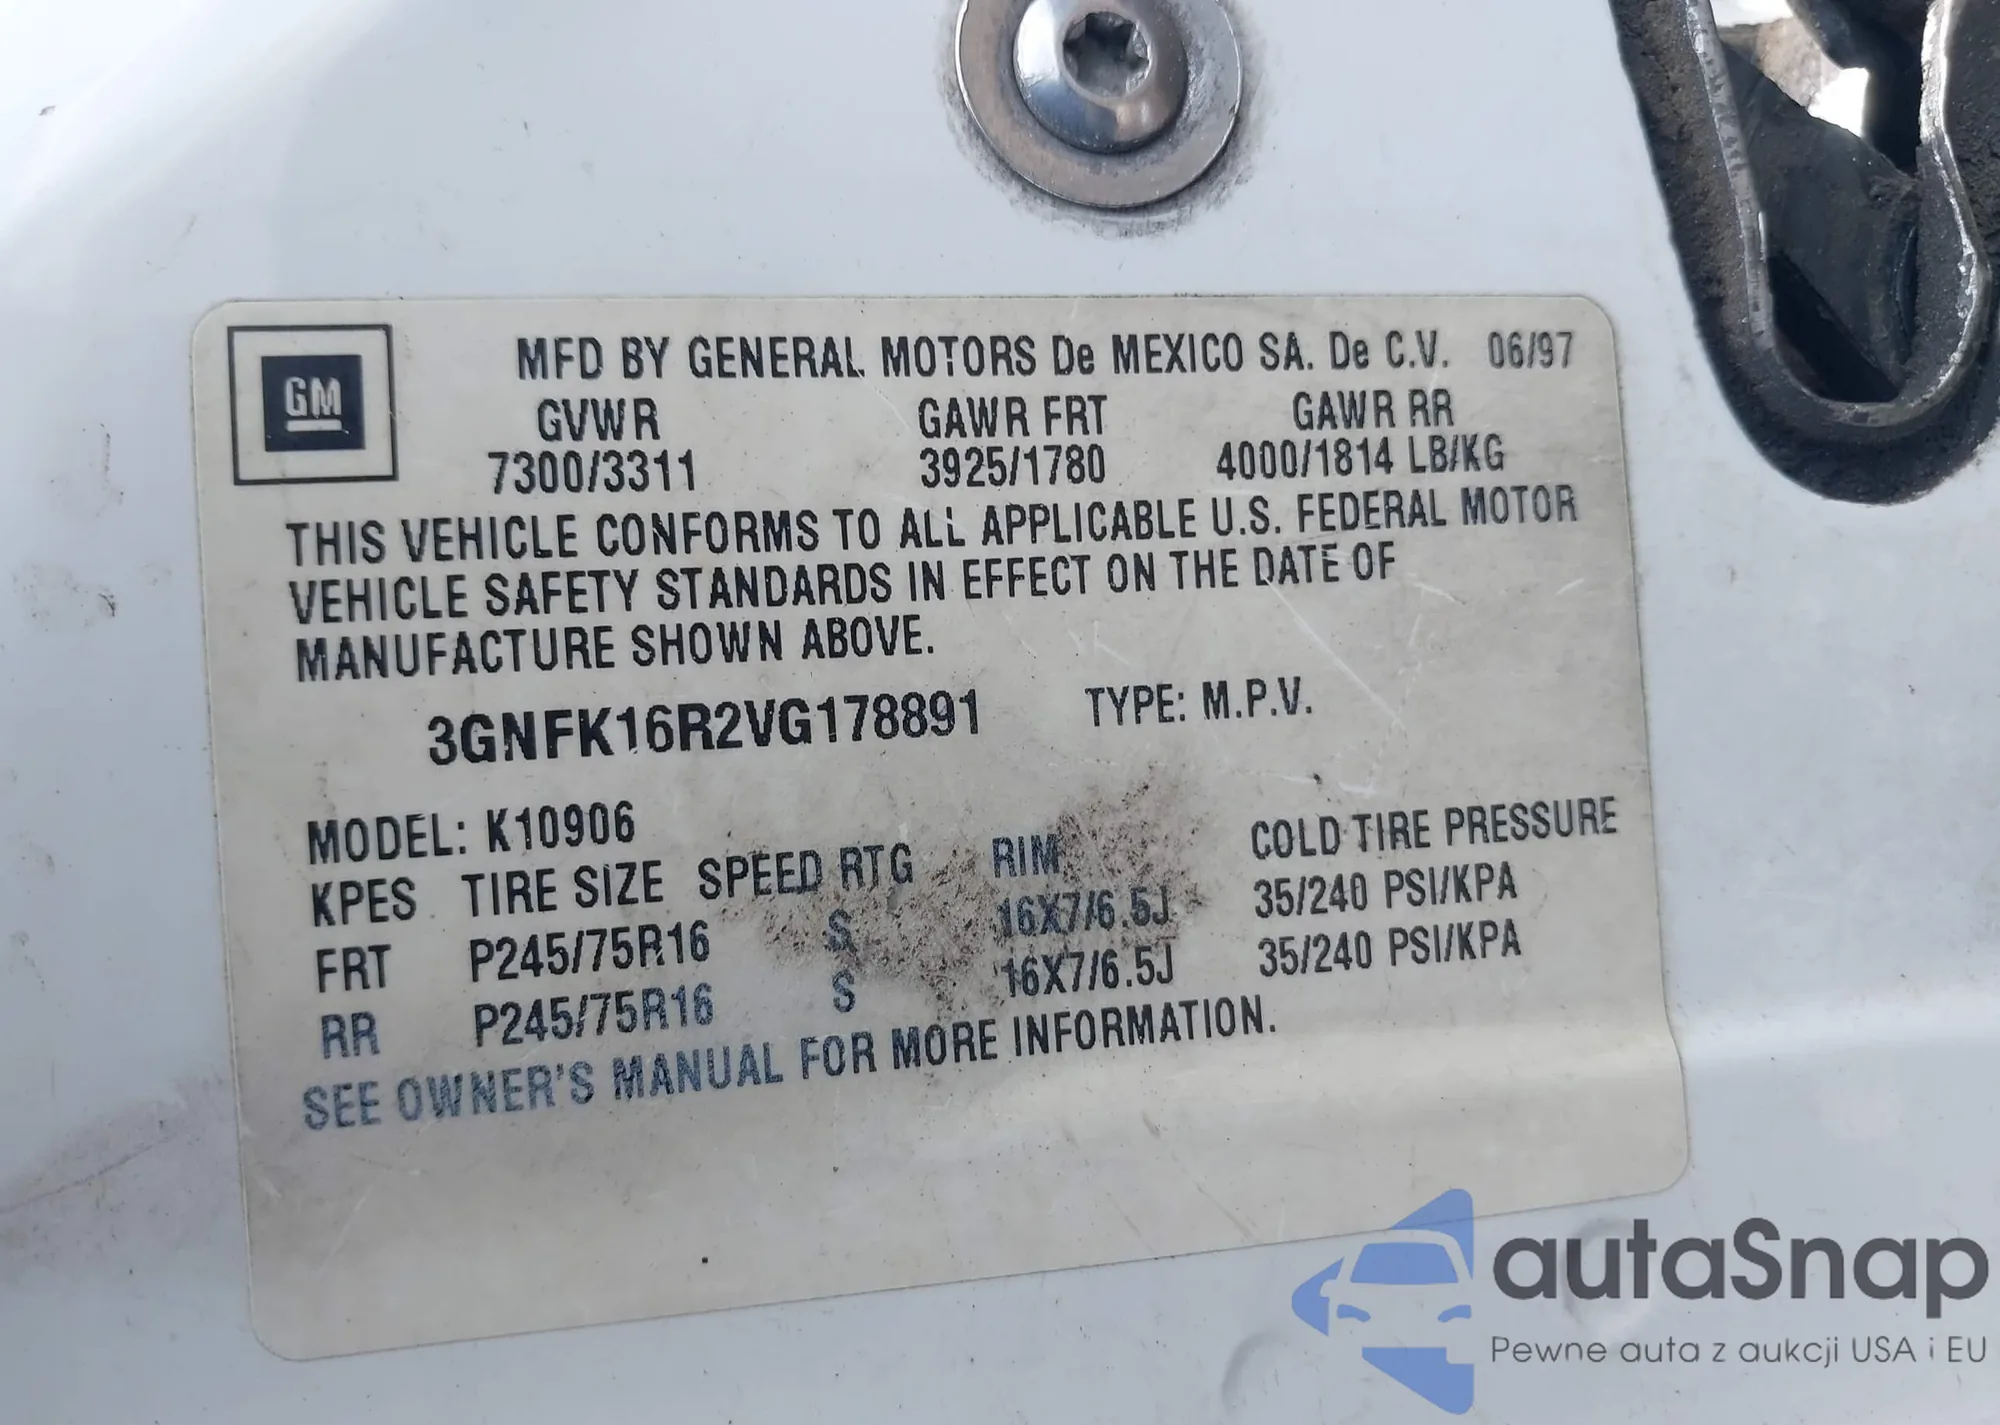 GM
MFD BY GENERAL MOTORS De MEXICO SA. De C.V. 06/97
GVWR GAWR FRT GAWR RR
7300/3311 3925/1780 4000/1814 LB/KG
THIS VEHICLE CONFORMS TO ALL APPLICABLE U.S. FEDERAL MOTOR
VEHICLE SAFETY STANDARDS IN EFFECT ON THE DATE OF
MANUFACTURE SHOWN ABOVE.
3GNFK16R2VG178891 TYPE: M.P.V.
MODEL: K10906
KPES TIRE SIZE SPEED RTG RIM COLD TIRE PRESSURE
FRT P245/75R16 S 16X7/6.5J 35/240 PSI/KPA
RR P245/75R16 S 16X7/6.5J 35/240 PSI/KPA
SEE OWNER'S MANUAL FOR MORE INFORMATION.
autaSnap
Pewne auta z aukcji USA i EU